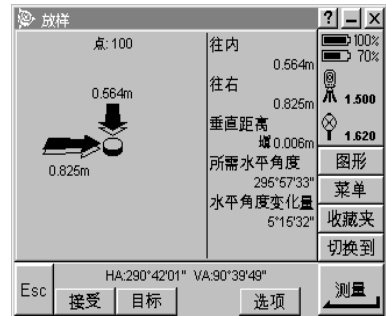 放样
? _ ×
点: 100
0.564m
0.825m
往内
0.564m
往右
0.825m
垂直距离
0.006m
所需水平角度
295°57'33"
水平角度变化量
5°15'32"
100%
70%
1.500
1.620
图形
菜单
收藏夹
切换到
HA:290°42'01" VA:90°39'49"
Esc
接受
目标
选项
测量